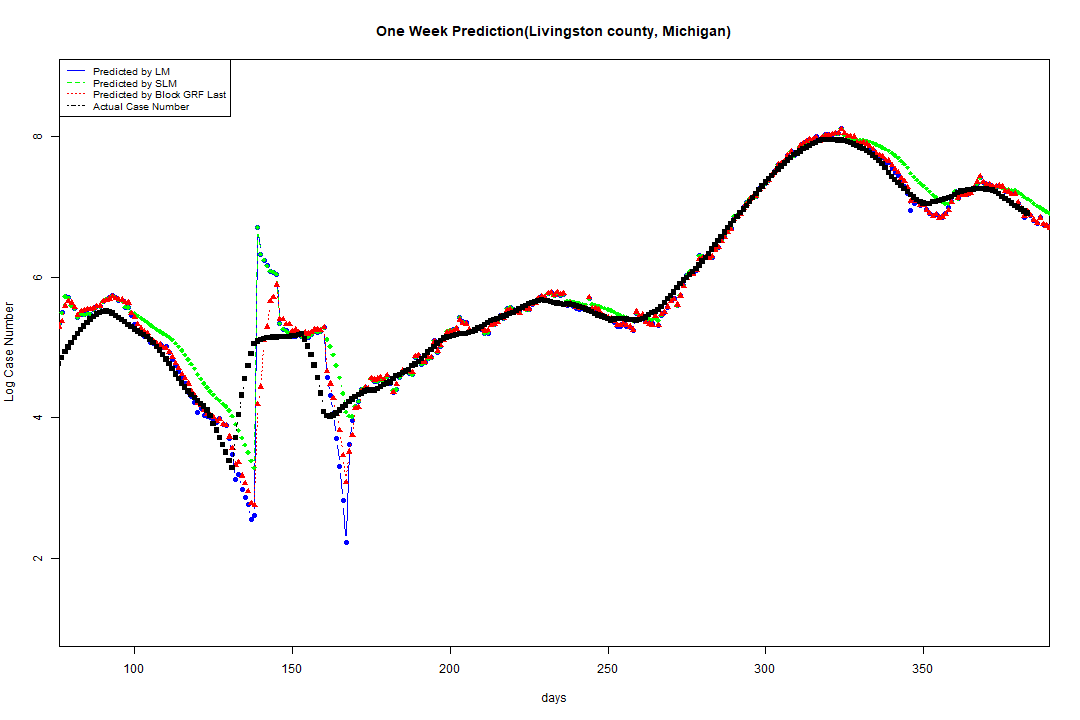 One Week Prediction(Livingston county, Michigan)
Predicted by LM
Predicted by SLM
Predicted by Block GRF Last
Actual Case Number
8
6
4
2
Log Case Number
100 150 200 250 300 350
days